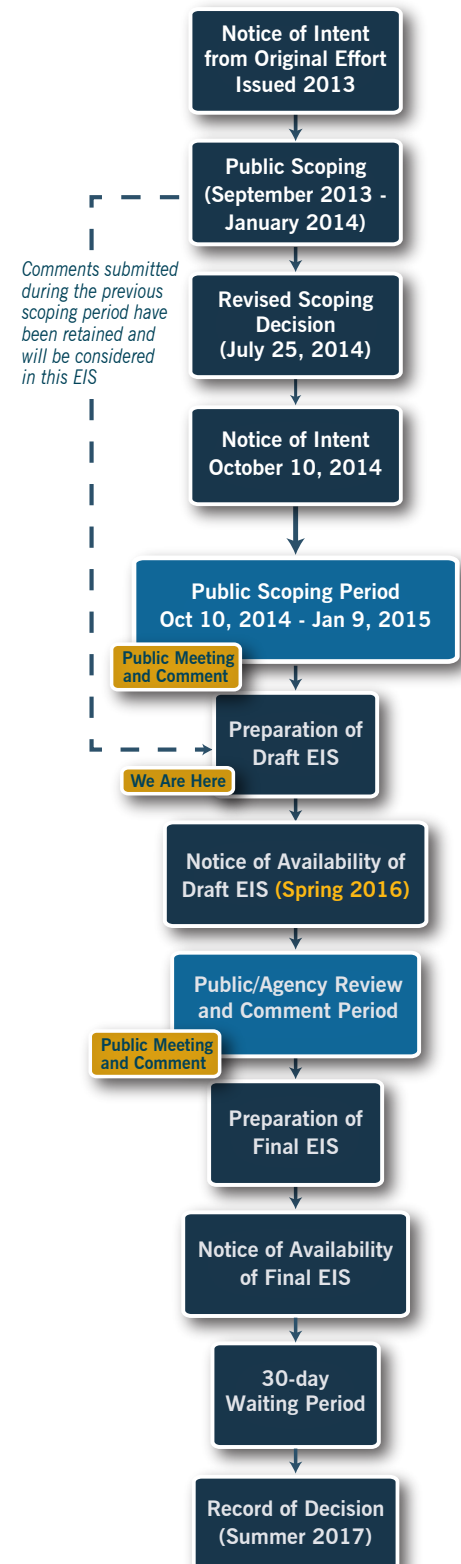 Notice of Intent
from Original Effort
Issued 2013
Public Scoping
(September 2013 -
January 2014)
Comments submitted
during the previous
scoping period have
been retained and
will be considered
in this EIS
Revised Scoping
Decision
(July 25, 2014)
Notice of Intent
October 10, 2014
Public Scoping Period
Oct 10, 2014 - Jan 9, 2015
Public Meeting
and Comment
Preparation of
Draft EIS
We Are Here
Notice of Availability of
Draft EIS (Spring 2016)
Public/Agency Review
and Comment Period
Public Meeting
and Comment
Preparation of
Final EIS
Notice of Availability
of Final EIS
30-day
Waiting Period
Record of Decision
(Summer 2017)